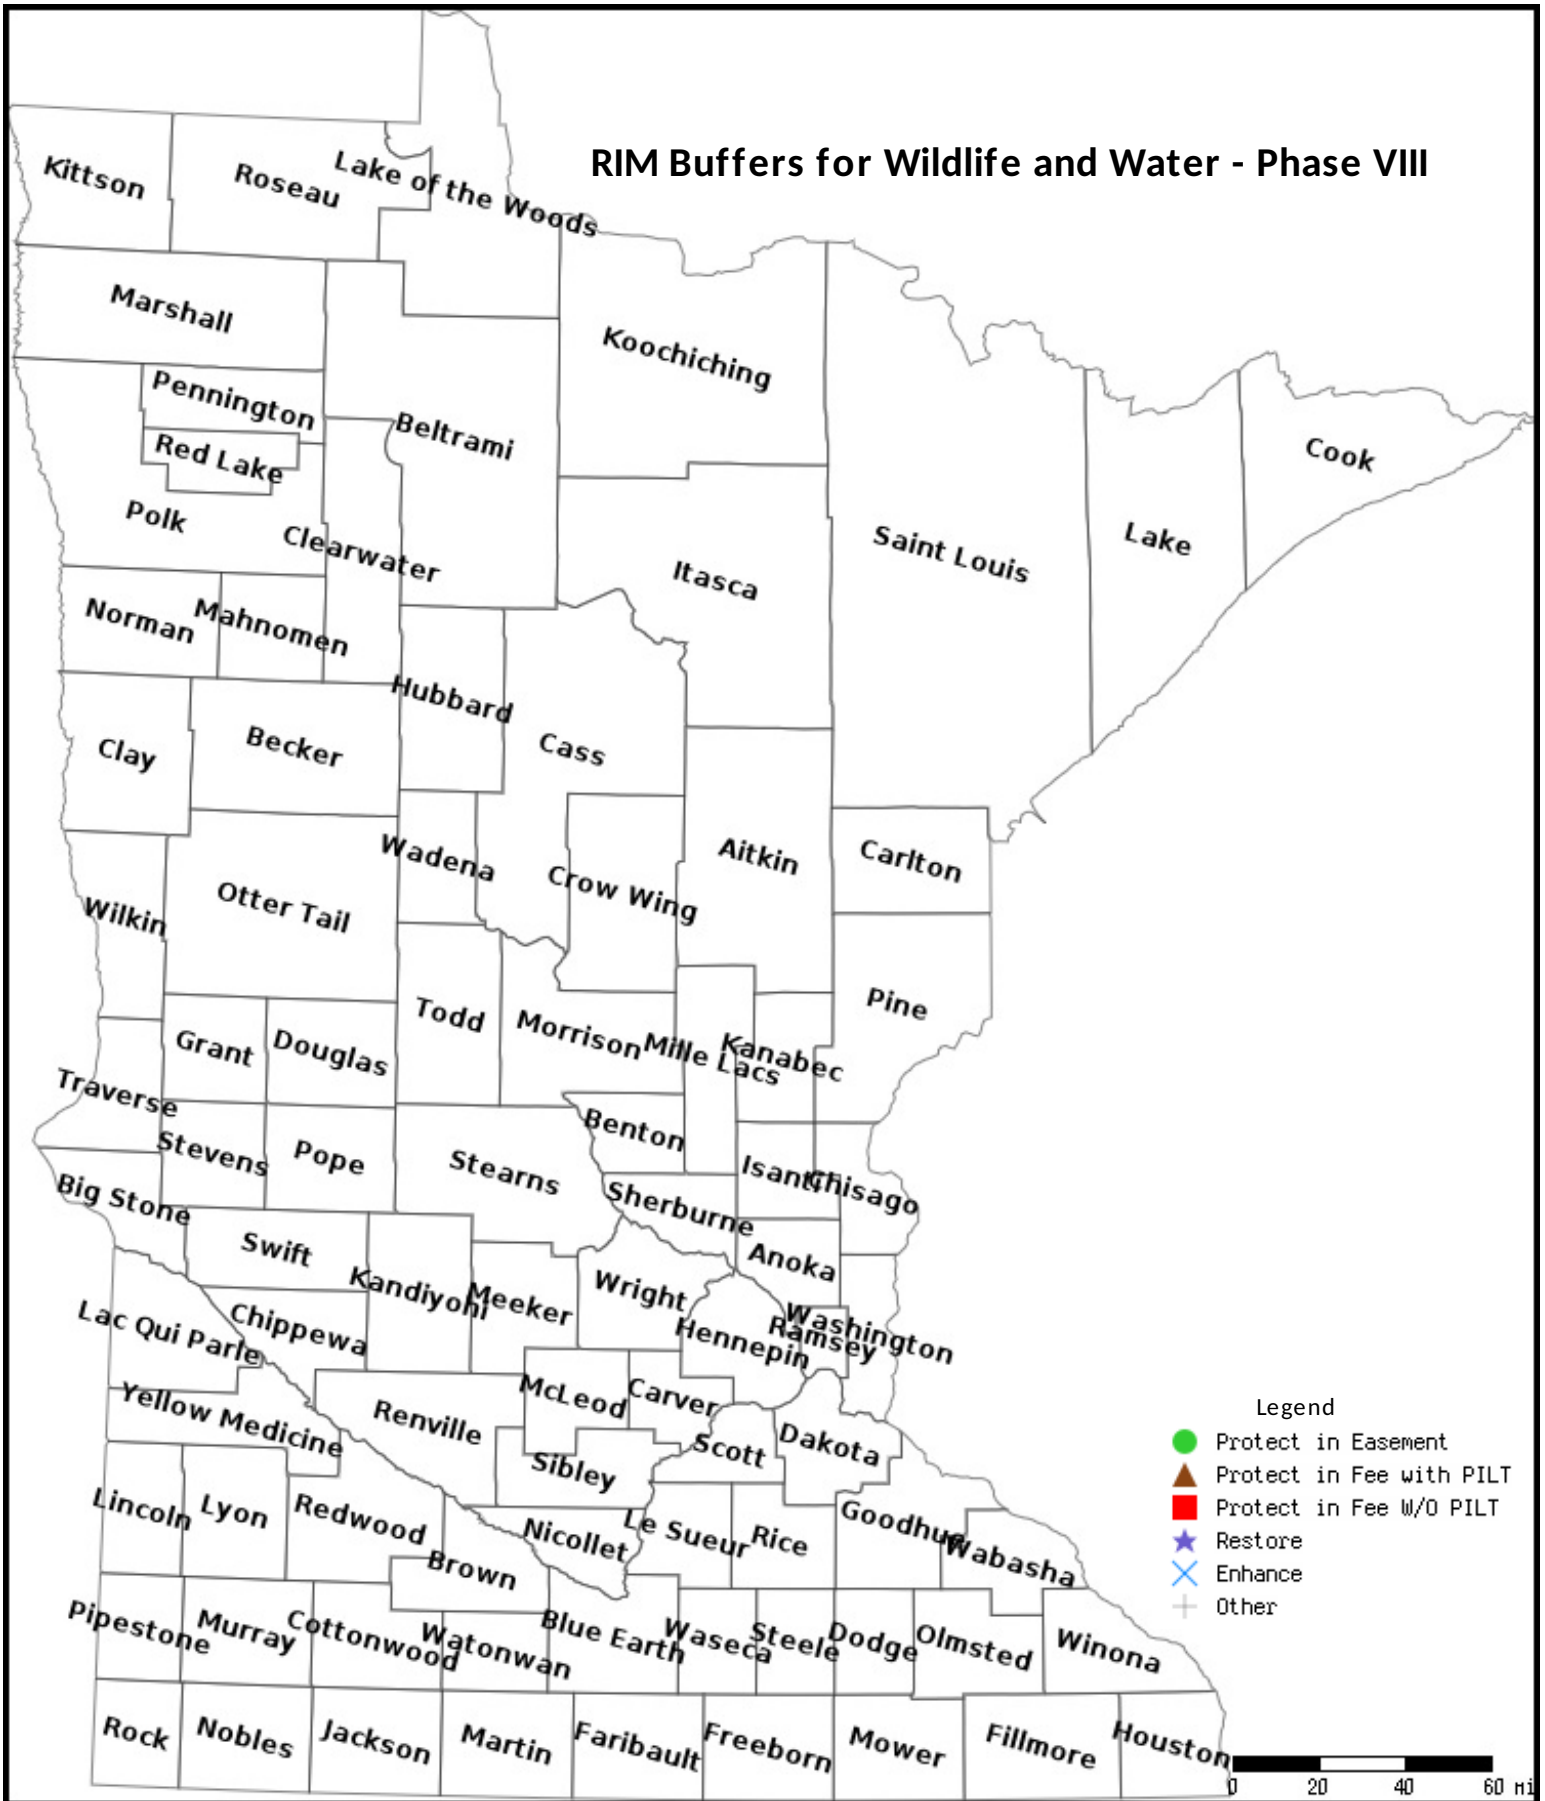 RIM Buffers for Wildlife and Water - Phase VIII
Kittson
Roseau
Lake of the Woods
Marshall
Koochiching
Pennington
Beltrami
Red Lake
Cook
Polk
Clearwater
Saint Louis
Lake
Itasca
Norman
Mahnomen
Hubbard
Clay
Becker
Cass
Wadena
Aitkin
Carlton
Otter Tail
Crow Wing
Wilkin
Pine
Todd
Morrison
Mille Lacs
Kanabec
Grant
Douglas
Traverse
Benton
Stevens
Pope
Stearns
Isanti
Chisago
Big Stone
Sherburne
Swift
Anoka
Kandiyohi
Meeker
Wright
Washington
Ramsey
Hennepin
Lac Qui Parle
Chippewa
McLeod
Carver
Yellow Medicine
Renville
Scott
Dakota
Sibley
Lincoln
Lyon
Redwood
Nicollet
Le Sueur
Rice
Goodhue
Wabasha
Brown
Pipestone
Murray
Cottonwood
Watonwan
Blue Earth
Waseca
Steele
Dodge
Olmsted
Winona
Rock
Nobles
Jackson
Martin
Faribault
Freeborn
Mower
Fillmore
Houston
Legend
Protect in Easement
Protect in Fee with PILT
Protect in Fee W/O PILT
Restore
Enhance
Other
0 20 40 60 mi